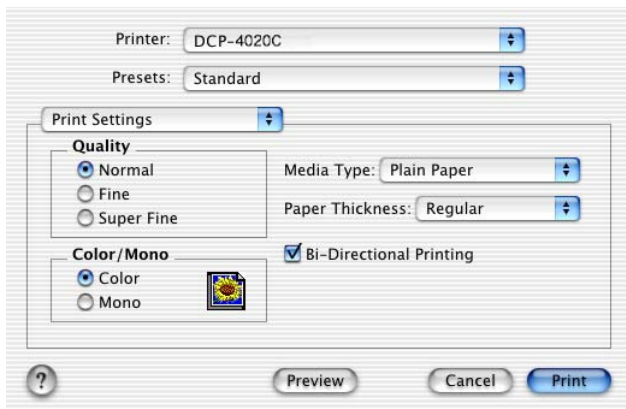 Printer: DCP-4020C
Presets: Standard
Print Settings
Quality
Normal
Fine
Super Fine
Media Type: Plain Paper
Paper Thickness: Regular
Color/Mono
Color
Mono
Bi-Directional Printing
?
Preview
Cancel
Print